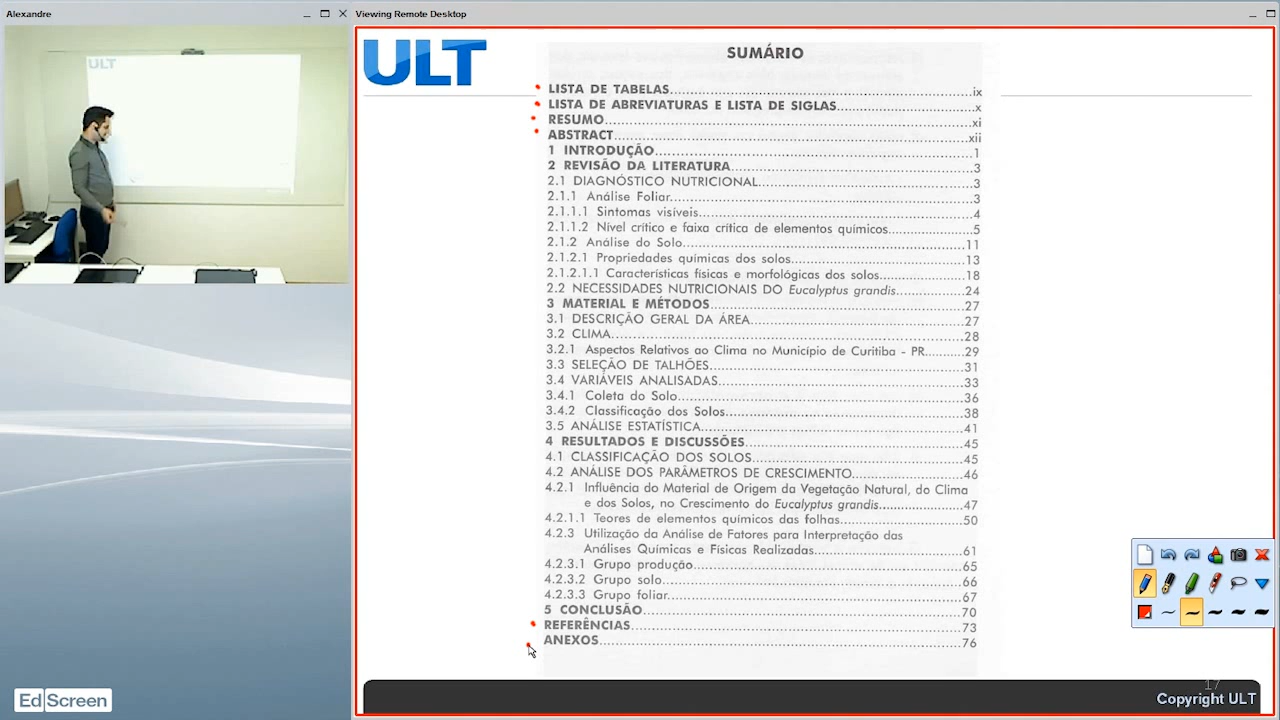 Alexandre
Viewing Remote Desktop
ULT
ULT
SUMÁRIO
LISTA DE TABELAS ix
LISTA DE ABREVIATURAS E LISTA DE SIGLAS x
RESUMO xi
ABSTRACT xii
1 INTRODUÇÃO 1
2 REVISÃO DA LITERATURA 3
2.1 DIAGNÓSTICO NUTRICIONAL 3
2.1.1 Análise Foliar 3
2.1.1.1 Sintomas visíveis 4
2.1.1.2 Nível crítico e faixa crítica de elementos químicos 5
2.1.2 Análise do Solo 11
2.1.2.1 Propriedades químicas dos solos 13
2.1.2.1.1 Características físicas e morfológicas dos solos 18
2.2 NECESSIDADES NUTRICIONAIS DO Eucalyptus grandis 24
3 MATERIAL E MÉTODOS 27
3.1 DESCRIÇÃO GERAL DA ÁREA 27
3.2 CLIMA 28
3.2.1 Aspectos Relativos ao Clima no Município de Curitiba - PR 29
3.3 SELEÇÃO DE TALHÕES 31
3.4 VARIÁVEIS ANALISADAS 33
3.4.1 Coleta do Solo 36
3.4.2 Classificação dos Solos 38
3.5 ANÁLISE ESTATÍSTICA 41
4 RESULTADOS E DISCUSSÕES 45
4.1 CLASSIFICAÇÃO DOS SOLOS 45
4.2 ANÁLISE DOS PARÂMETROS DE CRESCIMENTO 46
4.2.1 Influência do Material de Origem da Vegetação Natural, do Clima
e dos Solos, no Crescimento do Eucalyptus grandis 47
4.2.1.1 Teores de elementos químicos das folhas 50
4.2.3 Utilização da Análise de Fatores para Interpretação das
Análises Químicas e Físicas Realizadas 61
4.2.3.1 Grupo produção 65
4.2.3.2 Grupo solo 66
4.2.3.3 Grupo foliar 67
5 CONCLUSÃO 70
REFERÊNCIAS 73
ANEXOS 76
17
Copyright ULT
Ed Screen